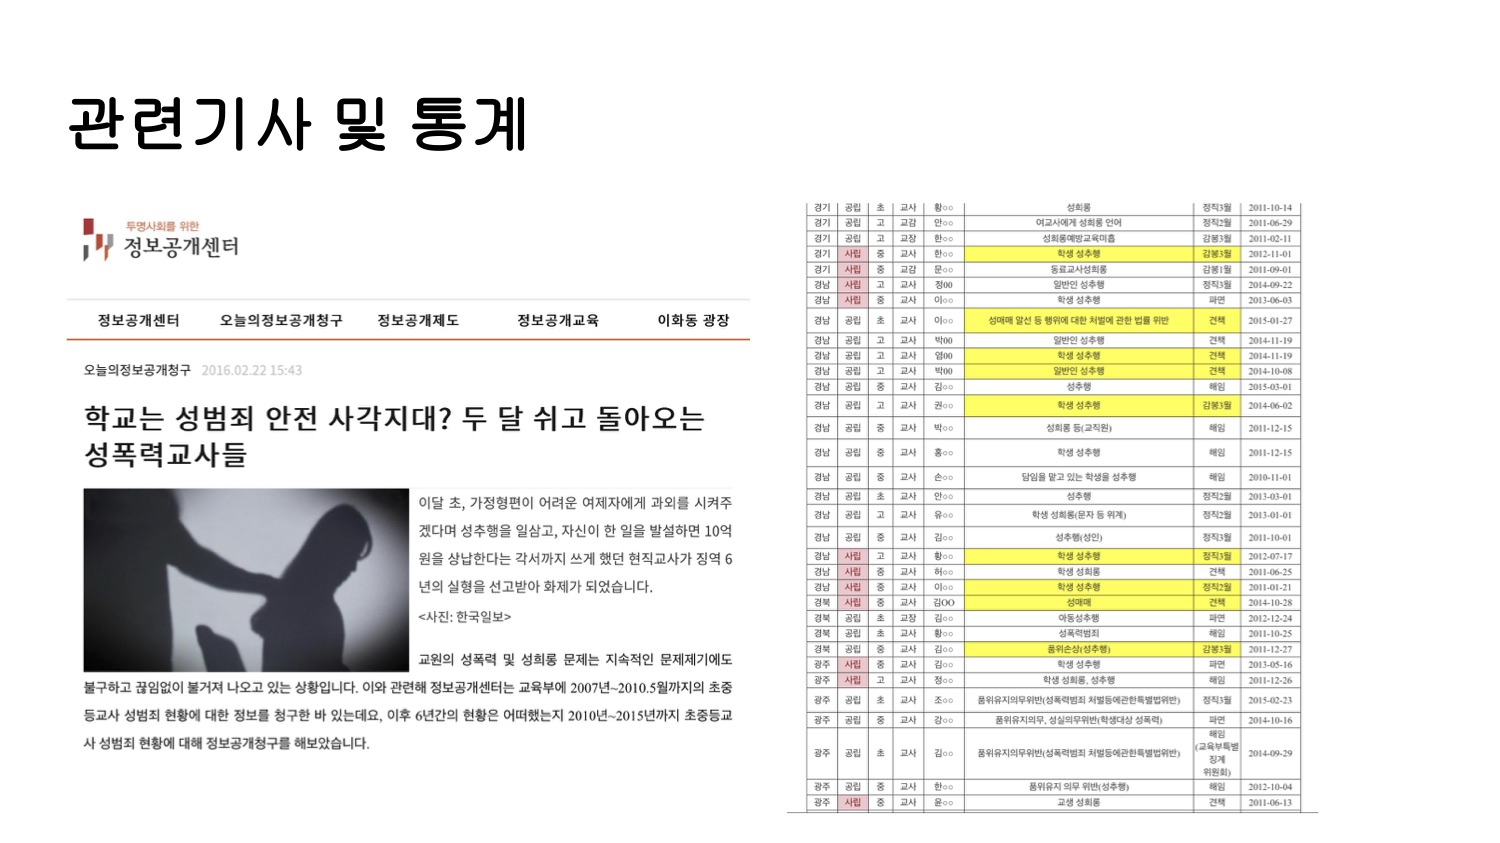 관련기사 및 통계
투명사회를 위한
정보공개센터
정보공개센터 오늘의정보공개청구 정보공개제도 정보공개교육 이화동 광장
오늘의정보공개청구 2016.02.22 15:43
학교는 성범죄 안전 사각지대? 두 달 쉬고 돌아오는
성폭력교사들
이달 초, 가정형편이 어려운 여제자에게 과외를 시켜주
겠다며 성추행을 일삼고, 자신이 한 일을 발설하면 10억
원을 상납한다는 각서까지 쓰게 했던 현직교사가 징역 6
년의 실형을 선고받아 화제가 되었습니다.
<사진: 한국일보>
교원의 성폭력 및 성희롱 문제는 지속적인 문제제기에도
불구하고 끊임없이 불거져 나오고 있는 상황입니다. 이와 관련해 정보공개센터는 교육부에 2007년~2010.5월까지의 초중
등교사 성범죄 현황에 대한 정보를 청구한 바 있는데요, 이후 6년간의 현황은 어떠했는지 2010년~2015년까지 초중등교
사 성범죄 현황에 대해 정보공개청구를 해보았습니다.
경기 공립 초 교사 황○○ 성희롱 정직3월 2011-10-14
경기 공립 고 교감 안○○ 여교사에게 성희롱 언어 정직2월 2011-06-29
경기 공립 고 교장 한○○ 성희롱예방교육미흡 감봉3월 2011-02-11
경기 사립 중 교사 한○○ 학생 성추행 감봉3월 2012-11-01
경기 사립 중 교감 문○○ 동료교사성희롱 감봉1월 2011-09-01
경남 사립 고 교사 정00 일반인 성추행 정직3월 2014-09-22
경남 사립 중 교사 이○○ 학생 성추행 파면 2013-06-03
경남 공립 초 교사 이○○ 성매매 알선 등 행위에 대한 처벌에 관한 법률 위반 견책 2015-01-27
경남 공립 고 교사 박00 일반인 성추행 견책 2014-11-19
경남 공립 고 교사 염00 학생 성추행 견책 2014-11-19
경남 공립 고 교사 박00 일반인 성추행 견책 2014-10-08
경남 공립 중 교사 김○○ 성추행 해임 2015-03-01
경남 공립 고 교사 권○○ 학생 성추행 감봉3월 2014-06-02
경남 공립 중 교사 박○○ 성희롱 등(교직원) 해임 2011-12-15
경남 공립 중 교사 홍○○ 학생 성추행 해임 2011-12-15
경남 공립 중 교사 손○○ 담임을 맡고 있는 학생을 성추행 해임 2010-11-01
경남 공립 초 교사 안○○ 성추행 정직2월 2013-03-01
경남 공립 고 교사 유○○ 학생 성희롱(문자 등 위계) 정직2월 2013-01-01
경남 공립 중 교사 김○○ 성추행(성인) 정직3월 2011-10-01
경남 사립 고 교사 황○○ 학생 성추행 정직3월 2012-07-17
경남 사립 중 교사 허○○ 학생 성희롱 견책 2011-06-25
경남 사립 중 교사 이○○ 학생 성추행 정직2월 2011-01-21
경북 사립 중 교사 김OO 성매매 견책 2014-10-28
경북 공립 초 교장 김○○ 아동성추행 파면 2012-12-24
경북 공립 초 교사 황○○ 성폭력범죄 해임 2011-10-25
경북 공립 중 교사 김○○ 품위손상(성추행) 감봉3월 2011-12-27
광주 사립 중 교사 김○○ 학생 성추행 파면 2013-05-16
광주 사립 고 교사 정○○ 학생 성희롱, 성추행 해임 2011-12-26
광주 공립 초 교사 조○○ 품위유지의무위반(성폭력범죄 처벌등에관한특별법위반) 정직3월 2015-02-23
광주 공립 중 교사 강○○ 품위유지의무, 성실의무위반(학생대상 성폭력) 파면 2014-10-16
광주 공립 초 교사 김○○ 품위유지의무위반(성폭력범죄 처벌등에관한특별법위반) 해임 (교육부특별 징계 위원회) 2014-09-29
광주 공립 중 교사 한○○ 품위유지 의무 위반(성추행) 해임 2012-10-04
광주 사립 중 교사 윤○○ 교생 성희롱 견책 2011-06-13